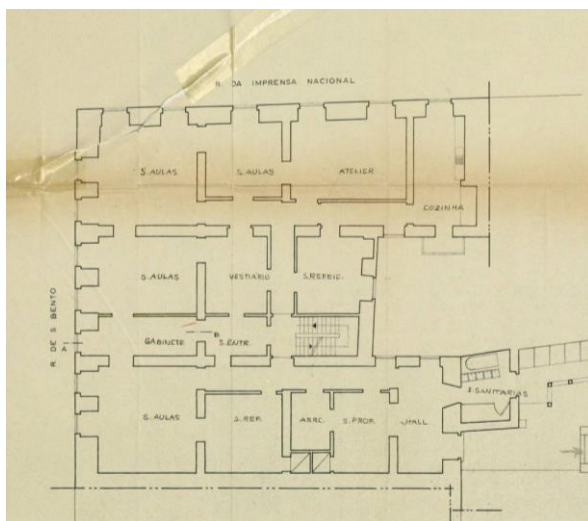 R. DA IMPRENSA NACIONAL
S. AULAS
S. AULAS
ATELIER
COZINHA
S. AULAS
VESTIÁRIO
S. REFEIC.
R. DE S. BENTO
A
GABINETE
B
S. ENTR.
I. SANITARIAS
S. AULAS
S. REP.
ARRC.
S. PROF.
HALL